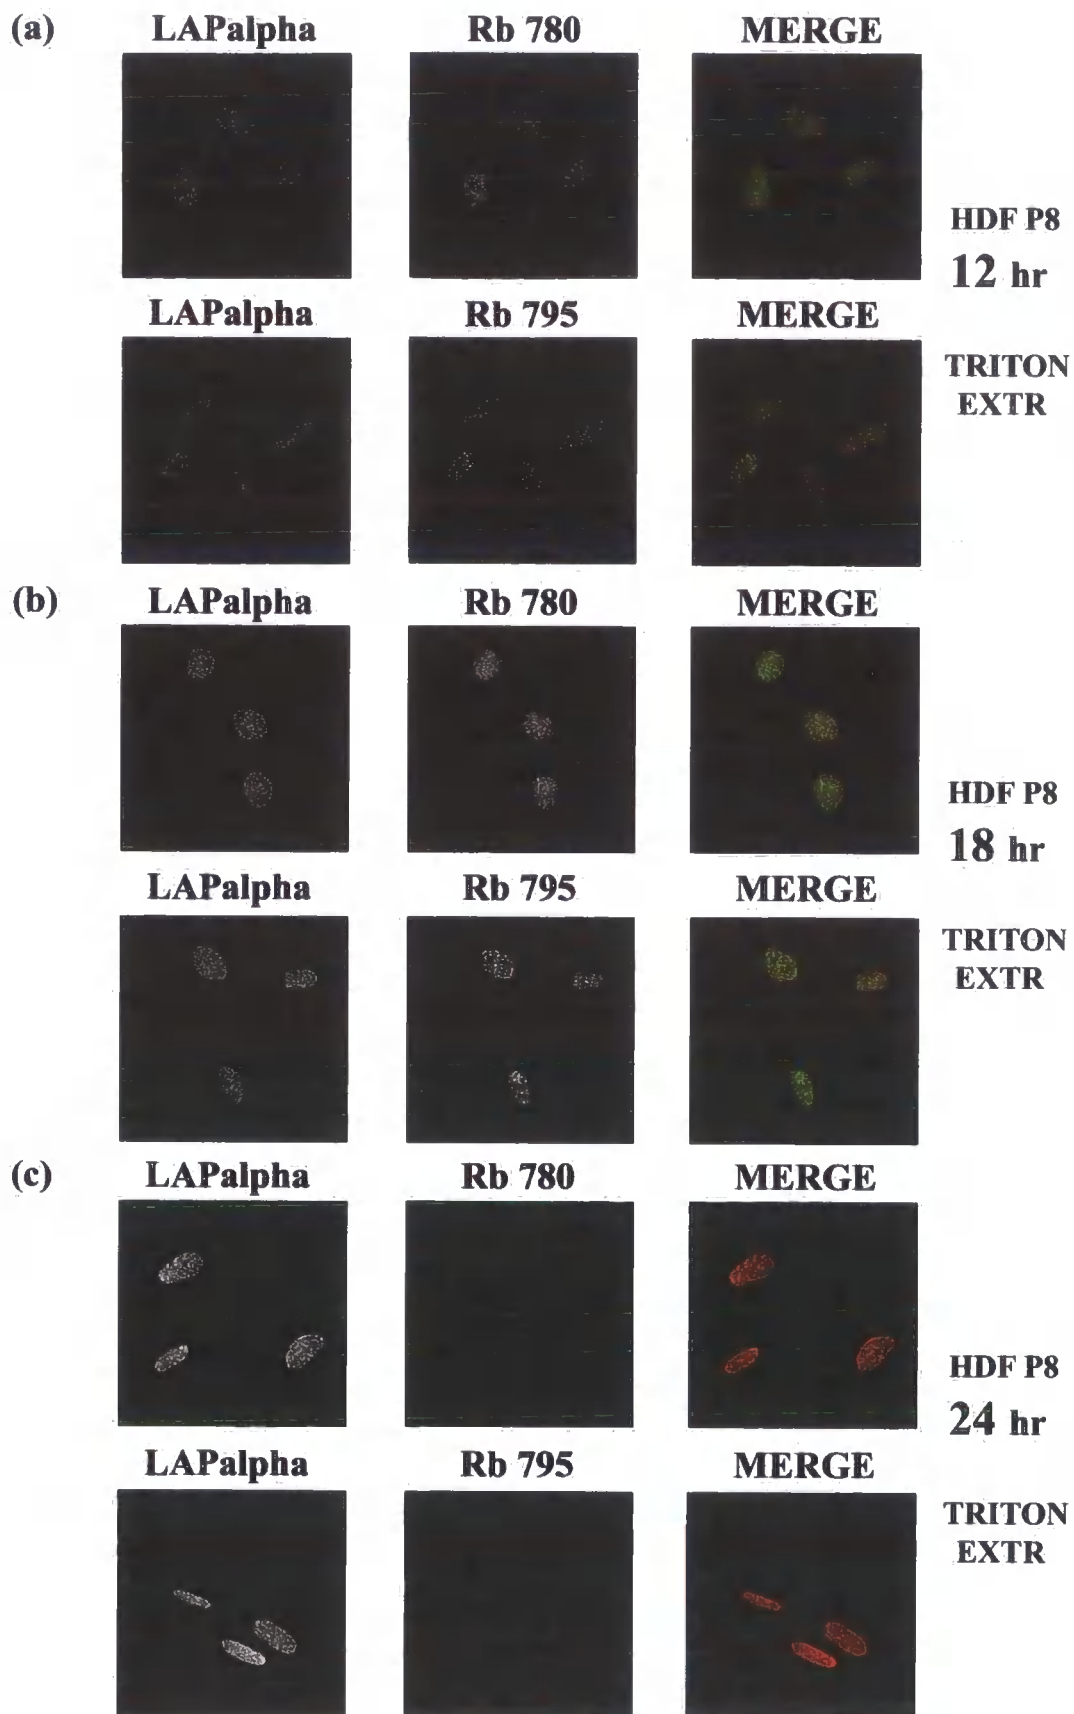 (a) LAPalpha Rb 780 MERGE
HDF P8
12 hr
LAPalpha Rb 795 MERGE
TRITON
EXTR
(b) LAPalpha Rb 780 MERGE
HDF P8
18 hr
LAPalpha Rb 795 MERGE
TRITON
EXTR
(c) LAPalpha Rb 780 MERGE
HDF P8
24 hr
LAPalpha Rb 795 MERGE
TRITON
EXTR